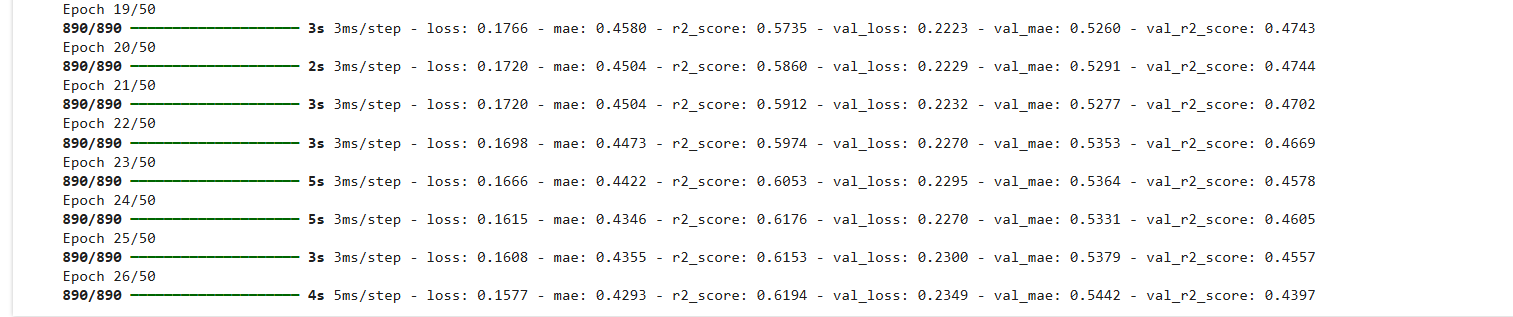 Epoch 19/50
890/890 ━━━━━━━━━━━━━━━━━━━━ 3s 3ms/step - loss: 0.1766 - mae: 0.4580 - r2_score: 0.5735 - val_loss: 0.2223 - val_mae: 0.5260 - val_r2_score: 0.4743
Epoch 20/50
890/890 ━━━━━━━━━━━━━━━━━━━━ 2s 3ms/step - loss: 0.1720 - mae: 0.4504 - r2_score: 0.5860 - val_loss: 0.2229 - val_mae: 0.5291 - val_r2_score: 0.4744
Epoch 21/50
890/890 ━━━━━━━━━━━━━━━━━━━━ 3s 3ms/step - loss: 0.1720 - mae: 0.4504 - r2_score: 0.5912 - val_loss: 0.2232 - val_mae: 0.5277 - val_r2_score: 0.4702
Epoch 22/50
890/890 ━━━━━━━━━━━━━━━━━━━━ 3s 3ms/step - loss: 0.1698 - mae: 0.4473 - r2_score: 0.5974 - val_loss: 0.2270 - val_mae: 0.5353 - val_r2_score: 0.4669
Epoch 23/50
890/890 ━━━━━━━━━━━━━━━━━━━━ 5s 3ms/step - loss: 0.1666 - mae: 0.4422 - r2_score: 0.6053 - val_loss: 0.2295 - val_mae: 0.5364 - val_r2_score: 0.4578
Epoch 24/50
890/890 ━━━━━━━━━━━━━━━━━━━━ 5s 3ms/step - loss: 0.1615 - mae: 0.4346 - r2_score: 0.6176 - val_loss: 0.2270 - val_mae: 0.5331 - val_r2_score: 0.4605
Epoch 25/50
890/890 ━━━━━━━━━━━━━━━━━━━━ 3s 3ms/step - loss: 0.1608 - mae: 0.4355 - r2_score: 0.6153 - val_loss: 0.2300 - val_mae: 0.5379 - val_r2_score: 0.4557
Epoch 26/50
890/890 ━━━━━━━━━━━━━━━━━━━━ 4s 5ms/step - loss: 0.1577 - mae: 0.4293 - r2_score: 0.6194 - val_loss: 0.2349 - val_mae: 0.5442 - val_r2_score: 0.4397